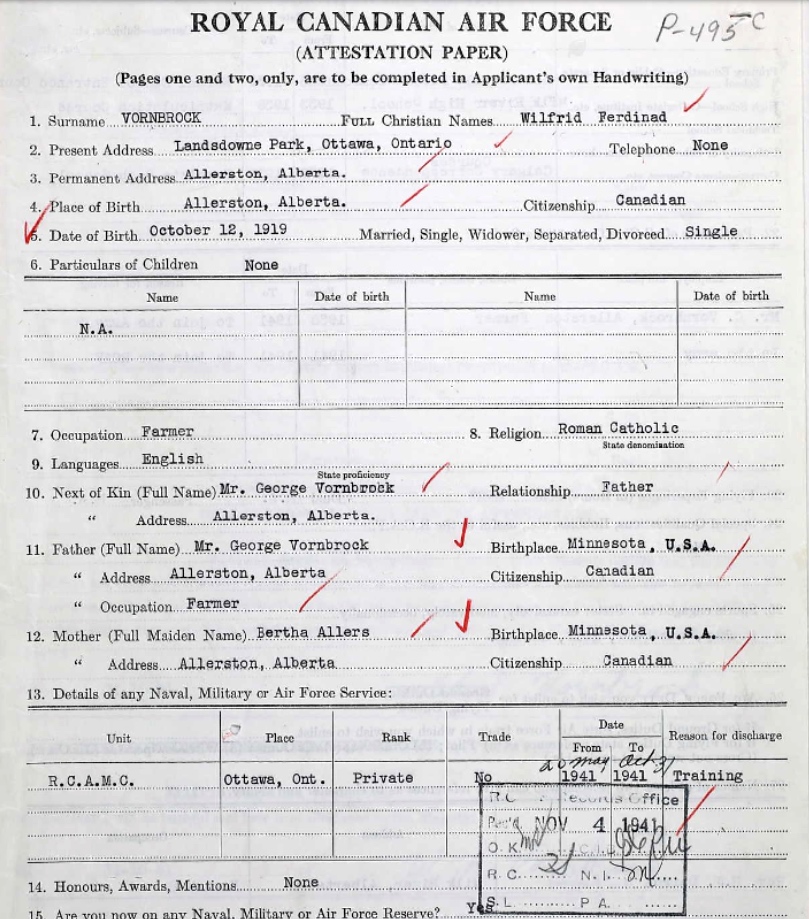 ROYAL CANADIAN AIR FORCE P-495-C
(ATTESTATION PAPER)
(Pages one and two, only, are to be completed in Applicant's own Handwriting)
1. Surname VORNBROCK FULL Christian Names Wilfrid Ferdinad
2. Present Address Landsdowne Park, Ottawa, Ontario Telephone None
3. Permanent Address Allerston, Alberta.
4. Place of Birth Allerston, Alberta. Citizenship Canadian
5. Date of Birth October 12, 1919 Married, Single, Widower, Separated, Divorced Single
6. Particulars of Children None
Name Date of birth Name Date of birth
N.A.
7. Occupation Farmer 8. Religion Roman Catholic
State denomination
9. Languages English
State proficiency
10. Next of Kin (Full Name) Mr. George Vornbrock Relationship Father
" Address Allerston, Alberta.
11. Father (Full Name) Mr. George Vornbrock Birthplace Minnesota, U.S.A.
" Address Allerston, Alberta Citizenship Canadian
" Occupation Farmer
12. Mother (Full Maiden Name) Bertha Allers Birthplace Minnesota, U.S.A.
" Address Allerston, Alberta Citizenship Canadian
13. Details of any Naval, Military or Air Force Service:
Unit Place Rank Trade Date Reason for discharge
From To
20 may Oct 31
R.C.A.M.C. Ottawa, Ont. Private No 1941 1941 Training
R.C. Records Office
Rec'd NOV 4 1941
O.K. C.I.C.
R.C. N.I.
S.L. P.A.
14. Honours, Awards, Mentions None
15. Are you now on any Naval, Military or Air Force Reserve? Yes